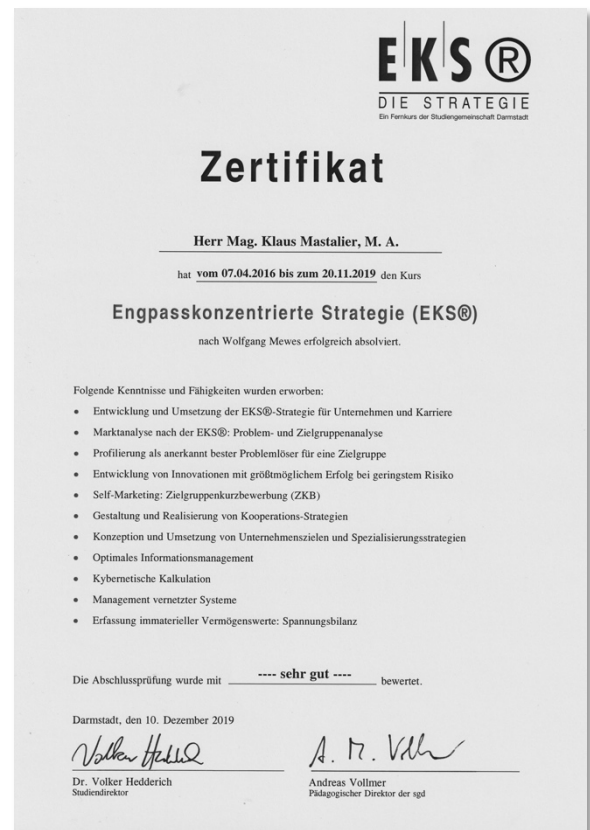 EKS ®
DIE STRATEGIE
Ein Fernkurs der Studiengemeinschaft Darmstadt
Zertifikat
Herr Mag. Klaus Mastalier, M. A.
hat vom 07.04.2016 bis zum 20.11.2019 den Kurs
Engpasskonzentrierte Strategie (EKS®)
nach Wolfgang Mewes erfolgreich absolviert.
Folgende Kenntnisse und Fähigkeiten wurden erworben:
• Entwicklung und Umsetzung der EKS®-Strategie für Unternehmen und Karriere
• Marktanalyse nach der EKS®: Problem- und Zielgruppenanalyse
• Profilierung als anerkannt bester Problemlöser für eine Zielgruppe
• Entwicklung von Innovationen mit größtmöglichem Erfolg bei geringstem Risiko
• Self-Marketing: Zielgruppenkurzbewerbung (ZKB)
• Gestaltung und Realisierung von Kooperations-Strategien
• Konzeption und Umsetzung von Unternehmenszielen und Spezialisierungsstrategien
• Optimales Informationsmanagement
• Kybernetische Kalkulation
• Management vernetzter Systeme
• Erfassung immaterieller Vermögenswerte: Spannungsbilanz
Die Abschlussprüfung wurde mit ---- sehr gut ---- bewertet.
Darmstadt, den 10. Dezember 2019
Dr. Volker Hedderich
Studiendirektor
Andreas Vollmer
Pädagogischer Direktor der sgd